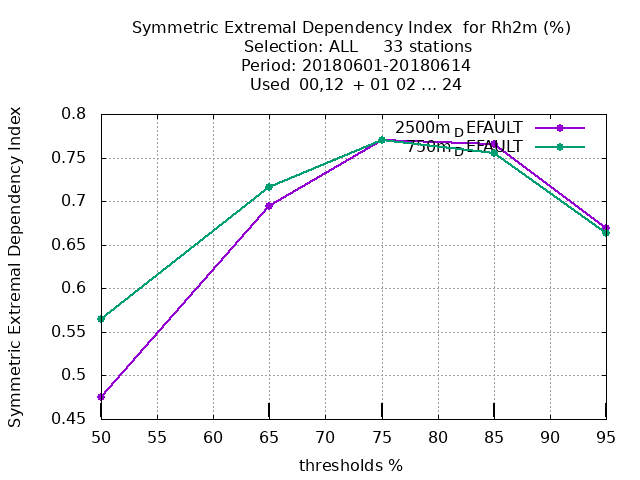 Symmetric Extremal Dependency Index for Rh2m (%)
Selection: ALL 33 stations
Period: 20180601-20180614
Used 00,12 + 01 02 ... 24
Symmetric Extremal Dependency Index
0.8
0.75
0.7
0.65
0.6
0.55
0.5
0.45
2500mDEFAULT
750mDEFAULT
50 55 60 65 70 75 80 85 90 95
thresholds %